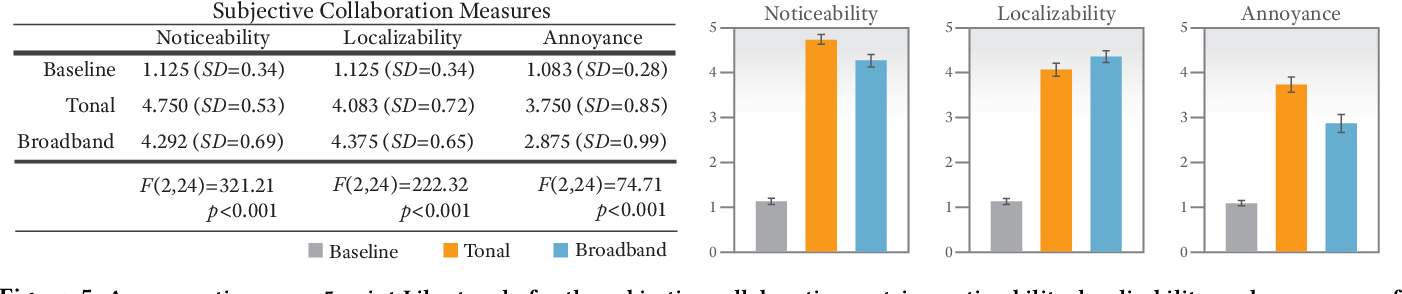 Subjective Collaboration Measures
Noticeability Localizability Annoyance
Baseline 1.125 (SD=0.34) 1.125 (SD=0.34) 1.083 (SD=0.28)
Tonal 4.750 (SD=0.53) 4.083 (SD=0.72) 3.750 (SD=0.85)
Broadband 4.292 (SD=0.69) 4.375 (SD=0.65) 2.875 (SD=0.99)
F(2,24)=321.21 F(2,24)=222.32 F(2,24)=74.71
p<0.001 p<0.001 p<0.001
Baseline Tonal Broadband
Noticeability
5
4
3
2
1
0
Localizability
5
4
3
2
1
0
Annoyance
5
4
3
2
1
0